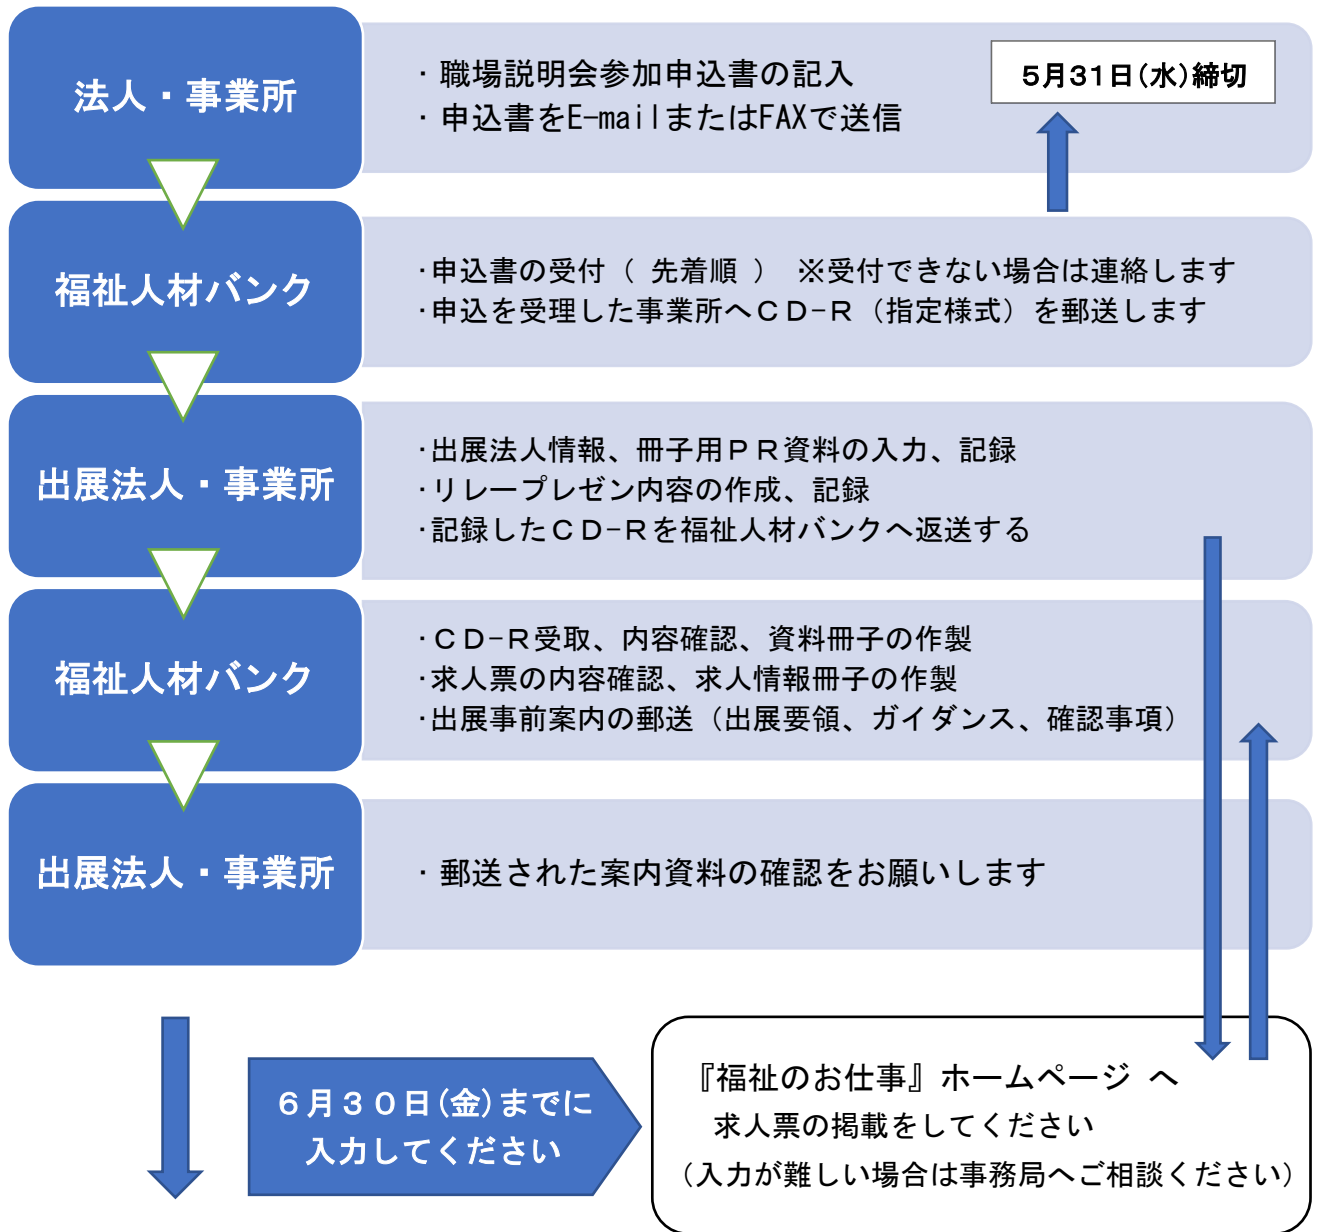 法人・事業所
・職場説明会参加申込書の記入
・申込書をE-mailまたはFAXで送信
5月31日(水)締切
福祉人材バンク
・申込書の受付（ 先着順 ） ※受付できない場合は連絡します
・申込を受理した事業所へＣＤ−Ｒ（指定様式）を郵送します
出展法人・事業所
・出展法人情報、冊子用ＰＲ資料の入力、記録
・リレープレゼン内容の作成、記録
・記録したＣＤ−Ｒを福祉人材バンクへ返送する
福祉人材バンク
・ＣＤ−Ｒ受取、内容確認、資料冊子の作製
・求人票の内容確認、求人情報冊子の作製
・出展事前案内の郵送（出展要領、ガイダンス、確認事項）
出展法人・事業所
・郵送された案内資料の確認をお願いします
６月３０日(金)までに
入力してください
『福祉のお仕事』ホームページ へ
求人票の掲載をしてください
（入力が難しい場合は事務局へご相談ください）